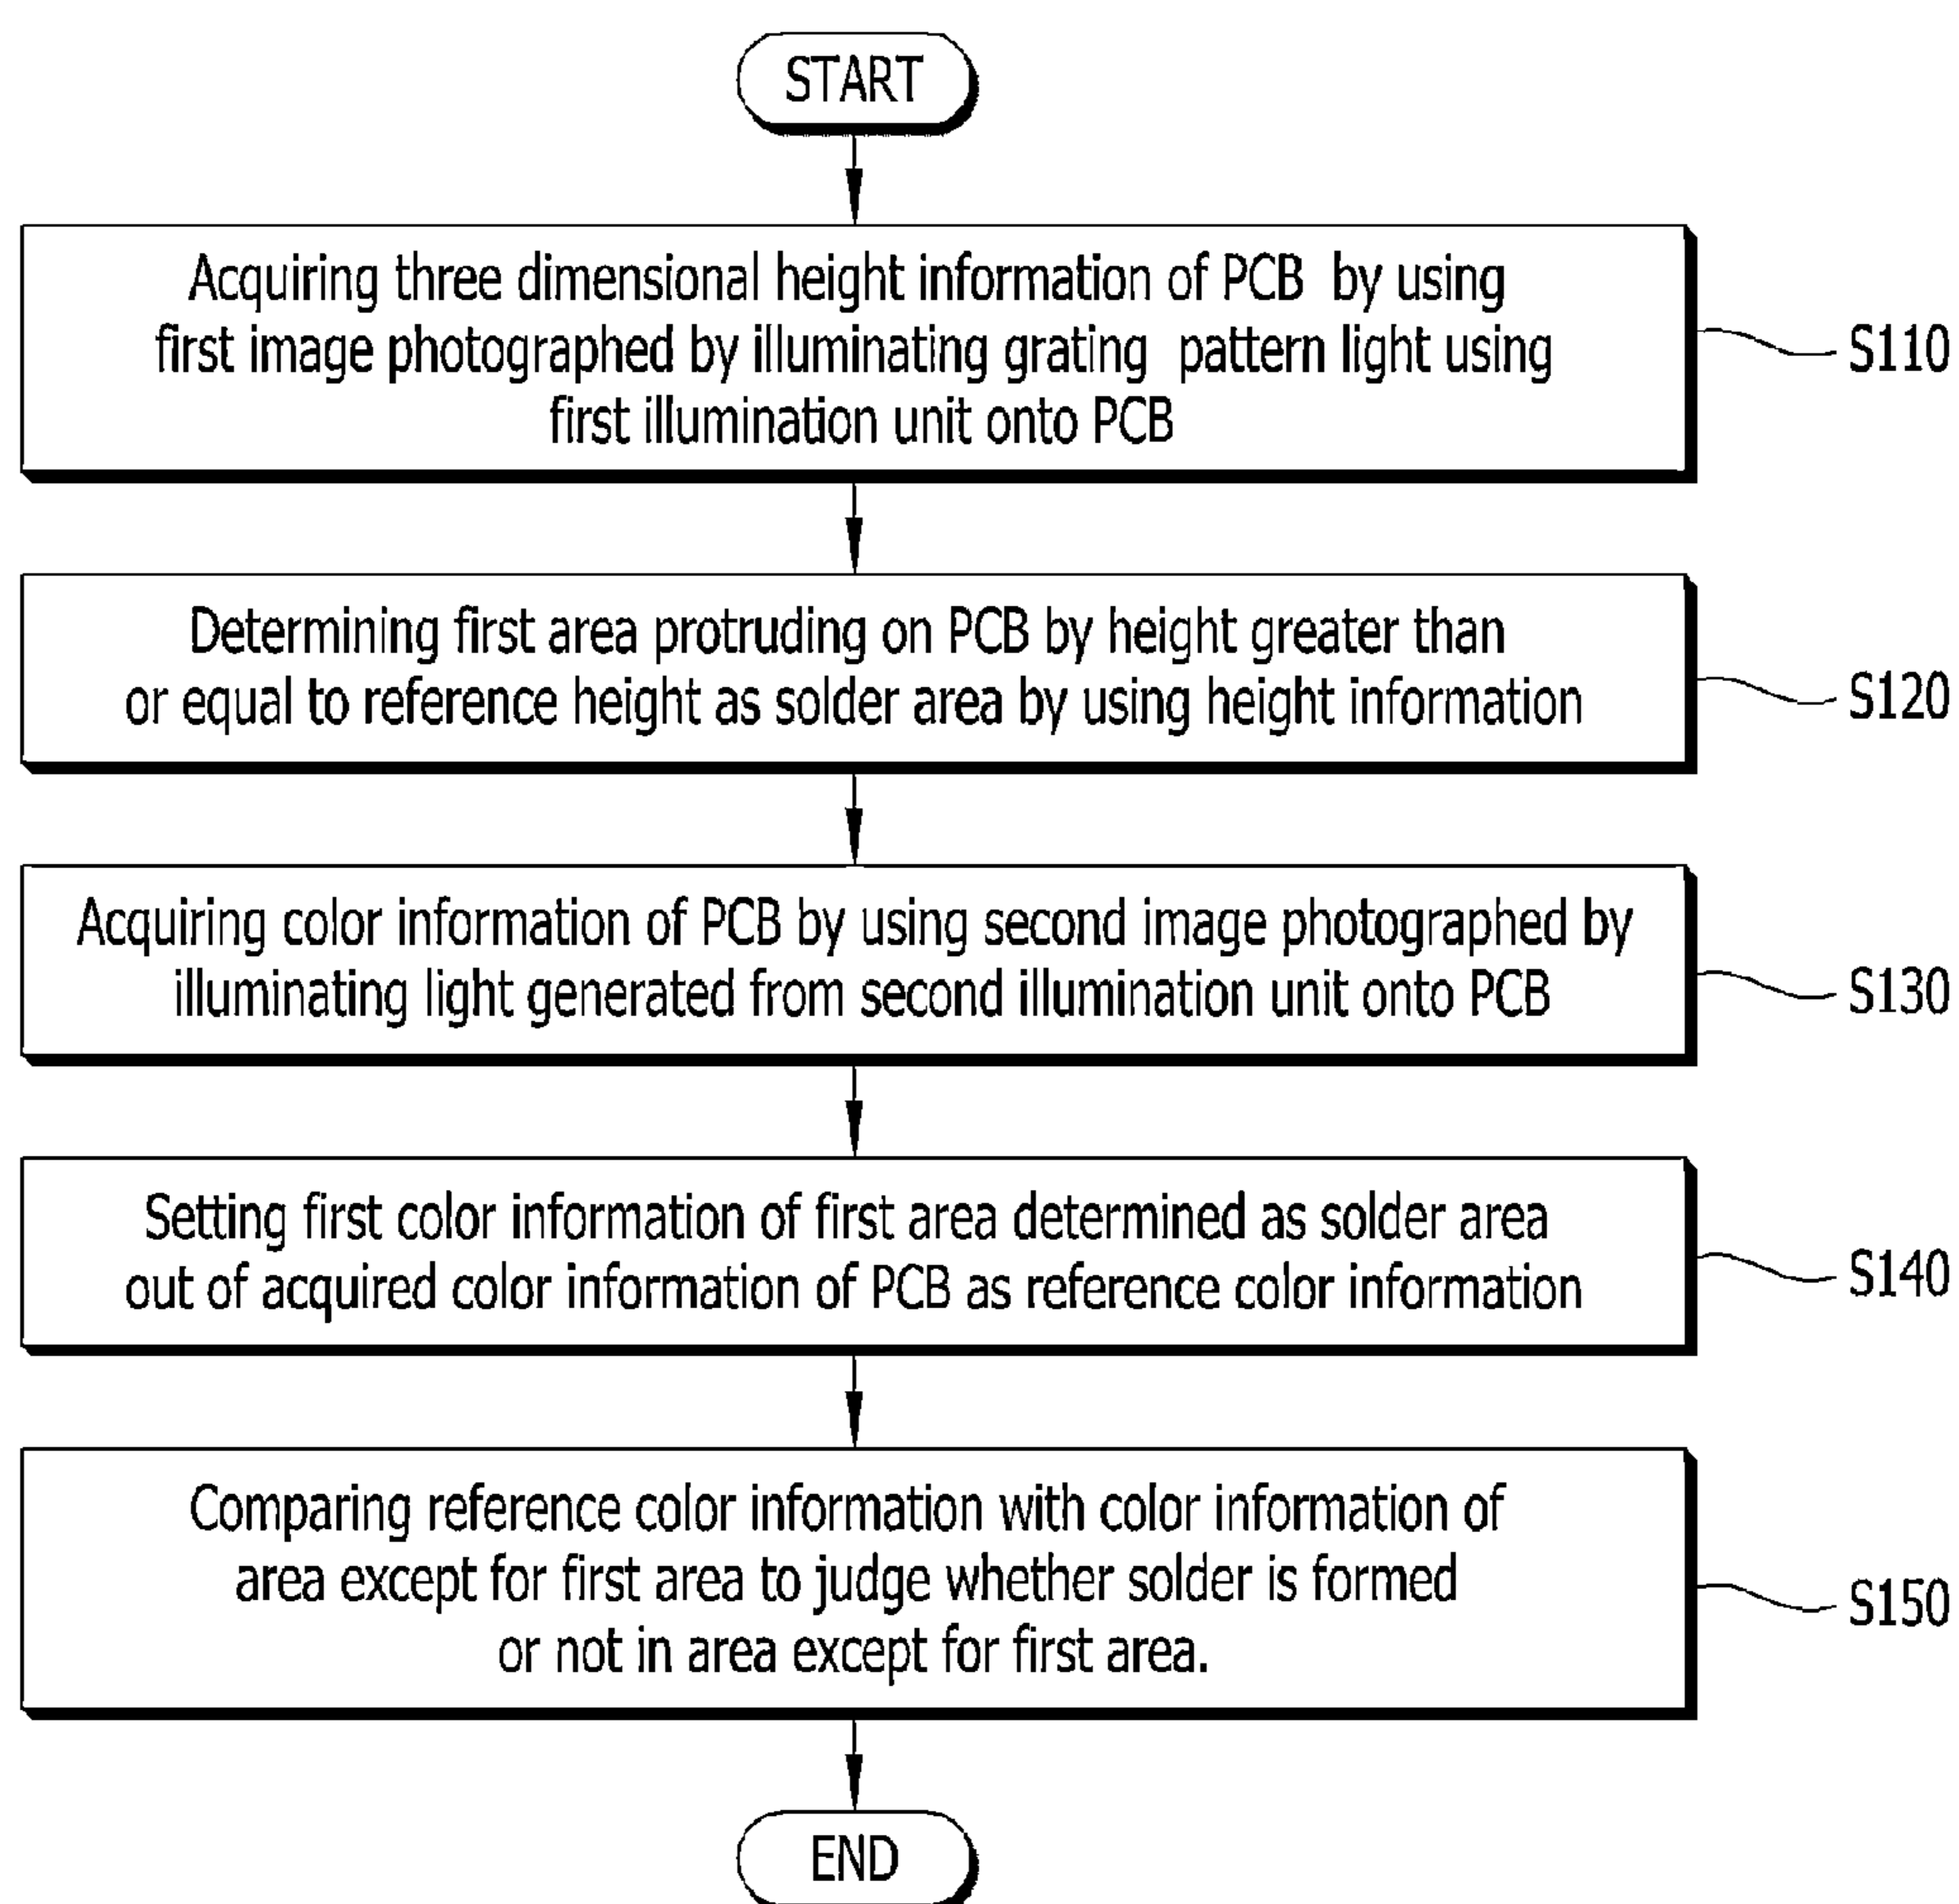 START
Acquiring three dimensional height information of PCB by using
first image photographed by illuminating grating pattern light using
first illumination unit onto PCB
S110
Determining first area protruding on PCB by height greater than
or equal to reference height as solder area by using height information
S120
Acquiring color information of PCB by using second image photographed by
illuminating light generated from second illumination unit onto PCB
S130
Setting first color information of first area determined as solder area
out of acquired color information of PCB as reference color information
S140
Comparing reference color information with color information of
area except for first area to judge whether solder is formed
or not in area except for first area.
S150
END